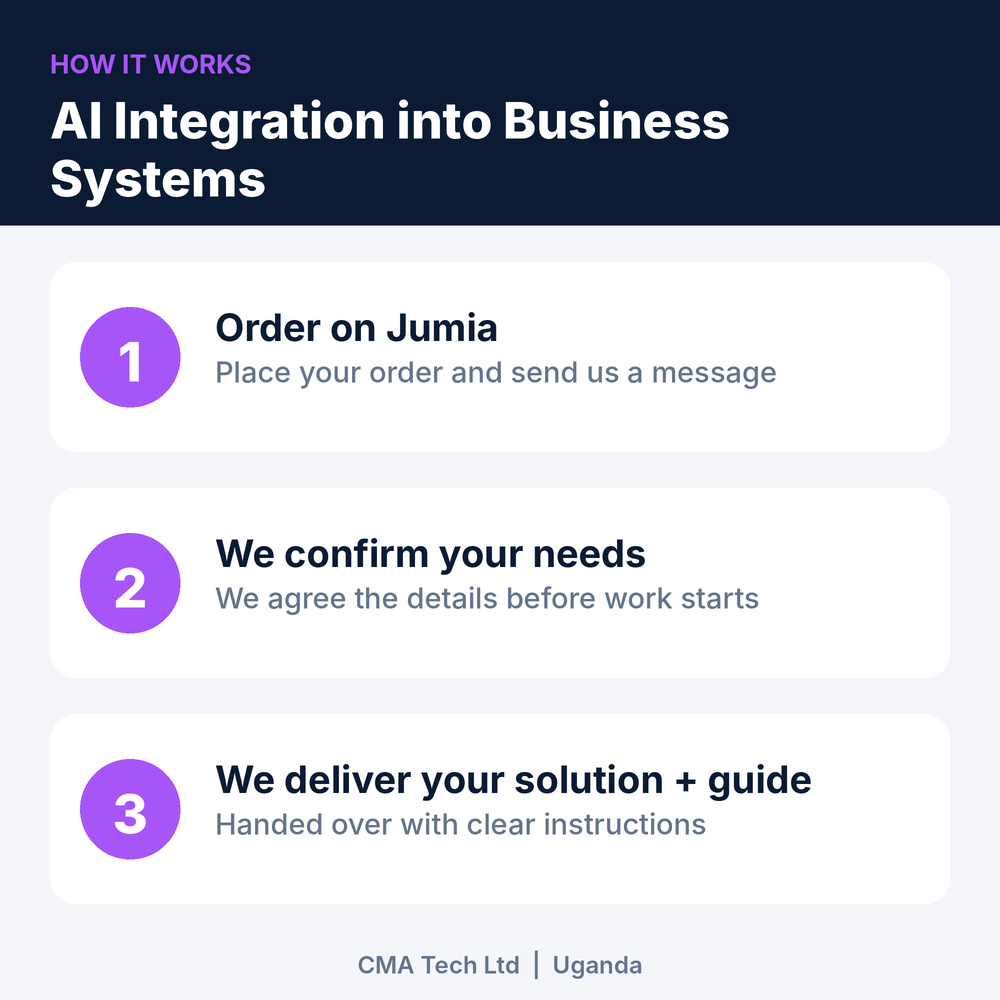 HOW IT WORKS
AI Integration into Business
Systems
1
Order on Jumia
Place your order and send us a message
2
We confirm your needs
We agree the details before work starts
3
We deliver your solution + guide
Handed over with clear instructions
CMA Tech Ltd | Uganda